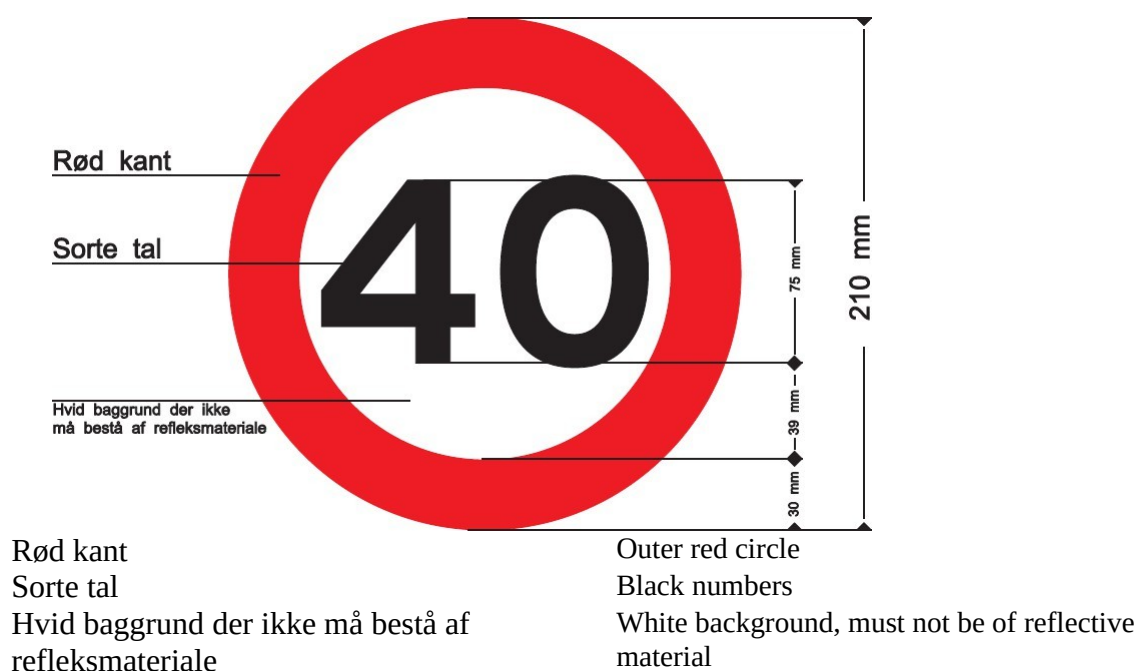 Rød kant
40
Sorte tal
75 mm
210 mm
Hvid baggrund der ikke
må bestå af refleksmateriale
39 mm
30 mm
Rød kant
Sorte tal
Hvid baggrund der ikke må bestå af
refleksmateriale
Outer red circle
Black numbers
White background, must not be of reflective
material